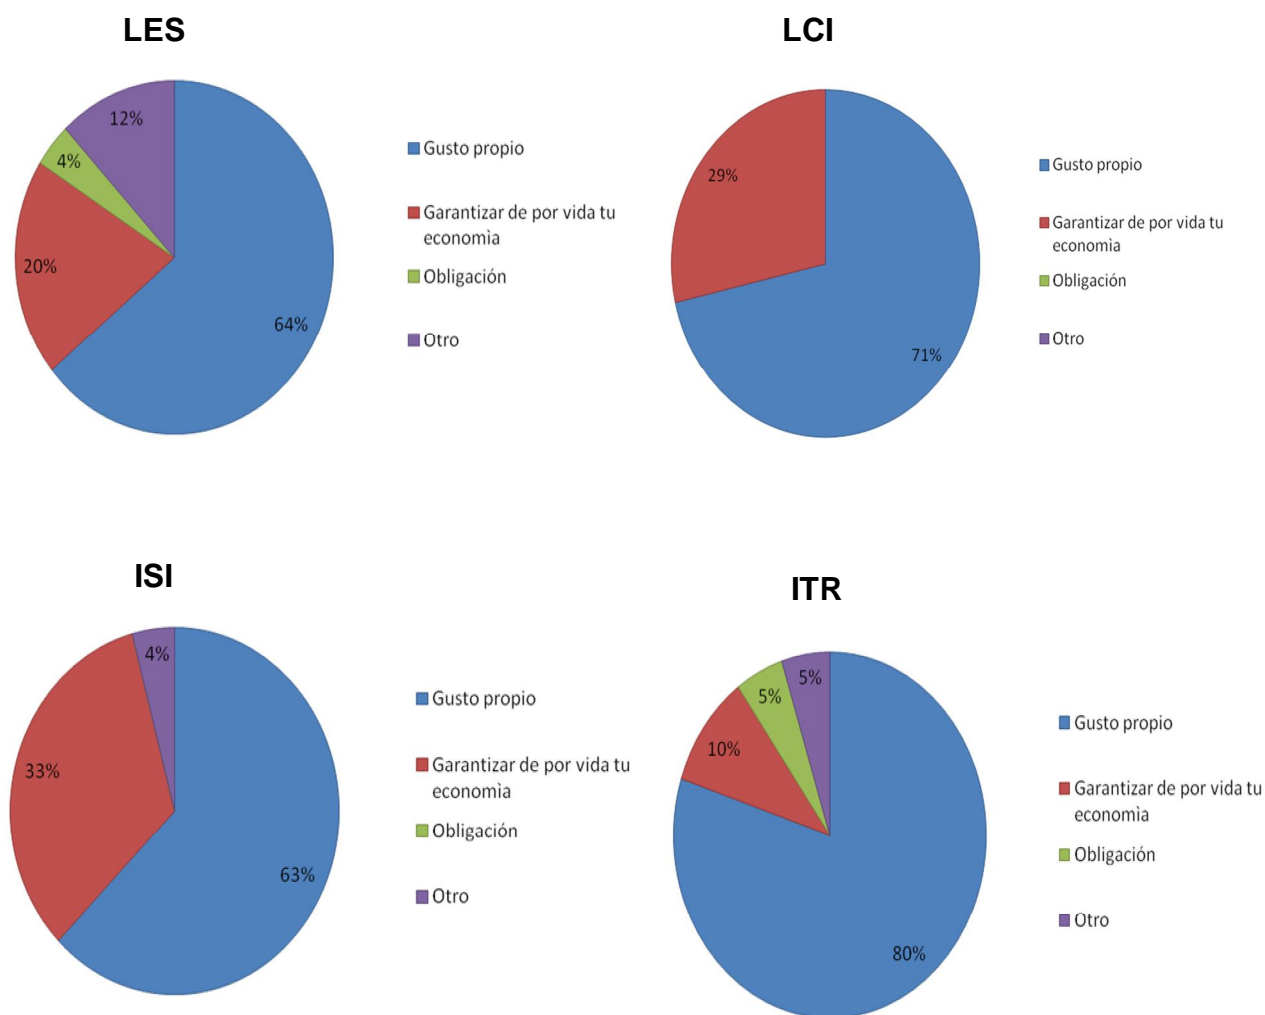 LES
12%
4%
20%
64%
Gusto propio
Garantizar de por vida tu
economìa
Obligación
Otro
LCI
29%
71%
Gusto propio
Garantizar de por vida tu
economìa
Obligación
Otro
ISI
4%
33%
63%
Gusto propio
Garantizar de por vida tu
economìa
Obligación
Otro
ITR
5%
5%
10%
80%
Gusto propio
Garantizar de por vida tu
economìa
Obligación
Otro